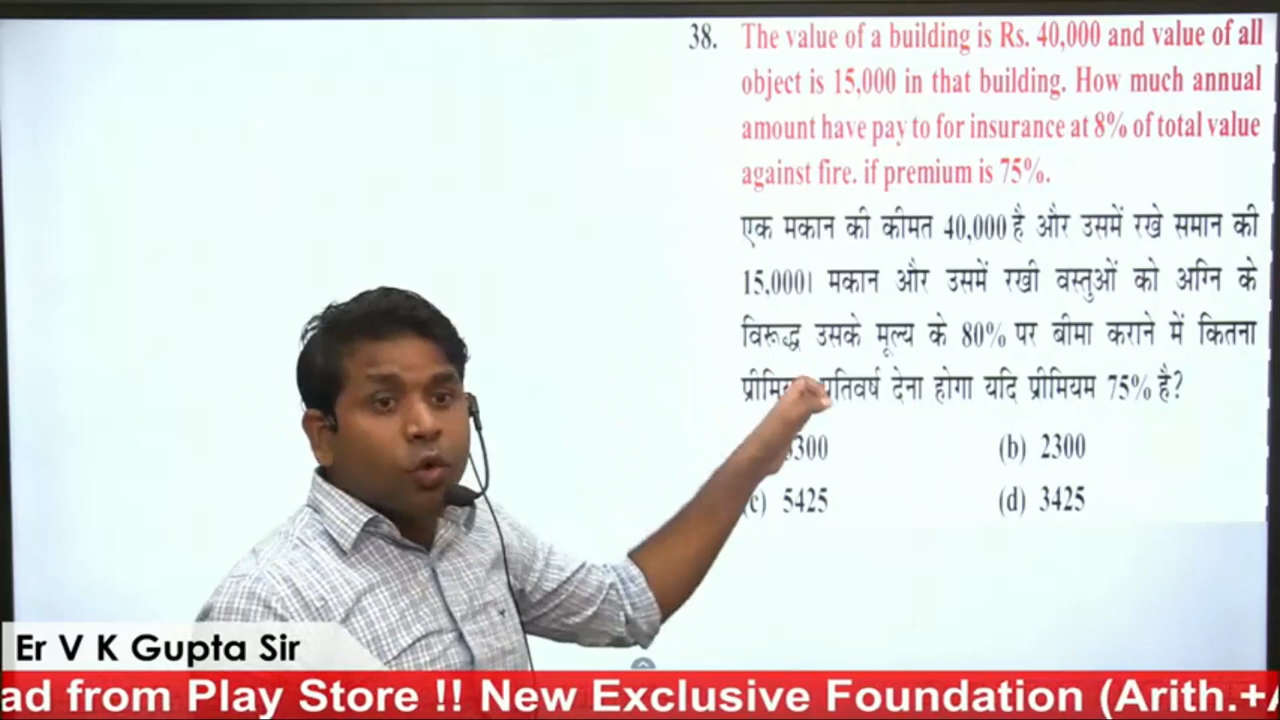 38. The value of a building is Rs. 40,000 and value of all
object is 15,000 in that building. How much annual
amount have pay to for insurance at 8% of total value
against fire. if premium is 75%.
एक मकान की कीमत 40,000 है और उसमें रखे समान की
15,000। मकान और उसमें रखी वस्तुओं को अग्नि के
विरूद्ध उसके मूल्य के 80% पर बीमा कराने में कितना
देना होगा यदि प्रीमियम 75% है?
300 (b) 2300
(c) 5425 (d) 3425
Er V K Gupta Sir
ad from Play Store !! New Exclusive Foundation (Arith.+